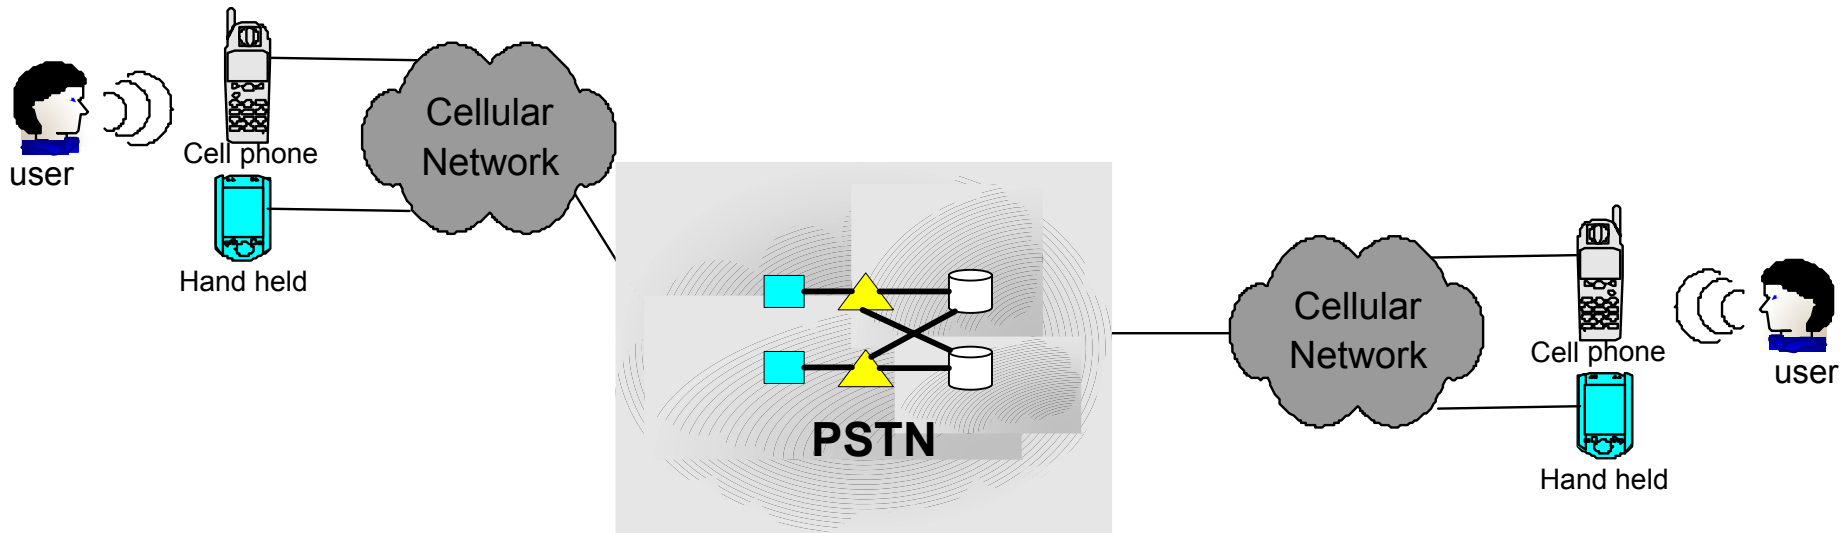 user
Cell phone
Hand held
Cellular
Network
PSTN
Cellular
Network
Cell phone
Hand held
user